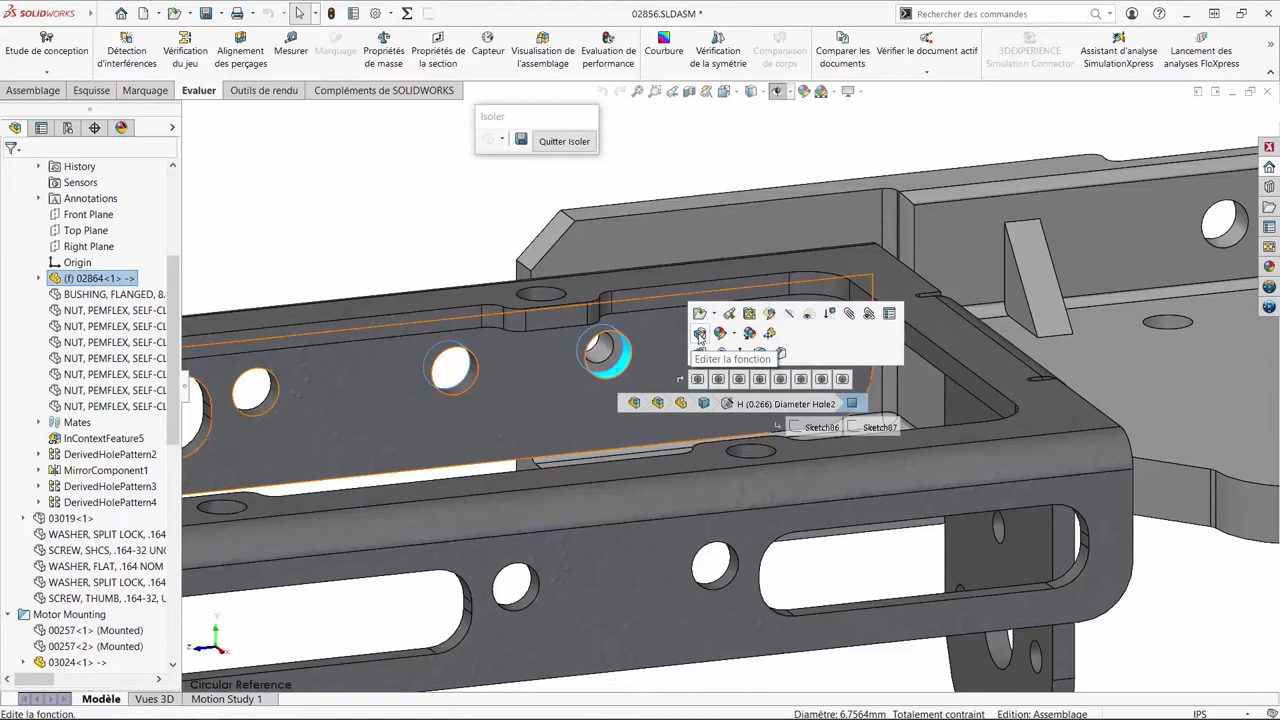 SOLIDWORKS
02856.SLDASM *
Rechercher des commandes
Etude de conception
Détection d'interférences
Vérification du jeu
Alignement des perçages
Mesurer
Marquage
Propriétés de masse
Propriétés de la section
Capteur
Visualisation de l'assemblage
Evaluation de performance
Courbure
Vérification de la symétrie
Comparaison de corps
Comparer les documents
Vérifier le document actif
3DEXPERIENCE Simulation Connector
Assistant d'analyse SimulationXpress
Lancement des analyses FloXpress
Assemblage
Esquisse
Marquage
Evaluer
Outils de rendu
Compléments de SOLIDWORKS
Isoler
Quitter Isoler
History
Sensors
Annotations
Front Plane
Top Plane
Right Plane
Origin
(f) 02864<1> ->
BUSHING, FLANGED, 8.
NUT, PEMFLEX, SELF-CL
NUT, PEMFLEX, SELF-CL
NUT, PEMFLEX, SELF-CL
NUT, PEMFLEX, SELF-CL
NUT, PEMFLEX, SELF-CL
NUT, PEMFLEX, SELF-CL
NUT, PEMFLEX, SELF-CL
Mates
InContextFeature5
DerivedHolePattern2
MirrorComponent1
DerivedHolePattern3
DerivedHolePattern4
03019<1>
WASHER, SPLIT LOCK, .164
SCREW, SHCS, .164-32 UNC
WASHER, FLAT, .164 NOM
WASHER, SPLIT LOCK, .164
SCREW, THUMB, .164-32, U
Motor Mounting
00257<1> (Mounted)
00257<2> (Mounted)
03024<1> ->
Editer la fonction
H (0.266) Diameter Hole2
Sketch86
Sketch87
Y
Z
X
Circular Reference
Modèle
Vues 3D
Motion Study 1
Edite la fonction.
Diamètre: 6.7564mm
Totalement contraint
Edition: Assemblage
IPS